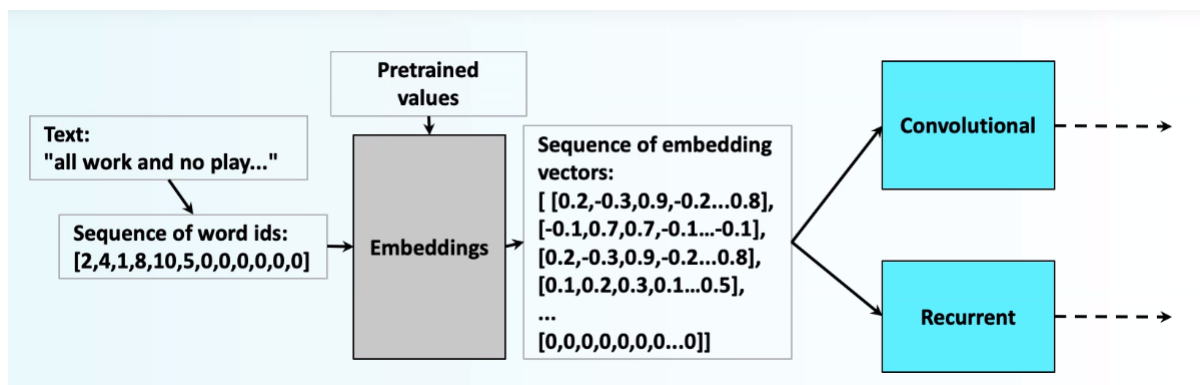 Pretrained
values
Text:
"all work and no play..."
Sequence of word ids:
[2,4,1,8,10,5,0,0,0,0,0,0]
Embeddings
Sequence of embedding
vectors:
[ [0.2,-0.3,0.9,-0.2...0.8],
[-0.1,0.7,0.7,-0.1...-0.1],
[0.2,-0.3,0.9,-0.2...0.8],
[0.1,0.2,0.3,0.1...0.5],
...
[0,0,0,0,0,0,0...0]]
Convolutional
Recurrent